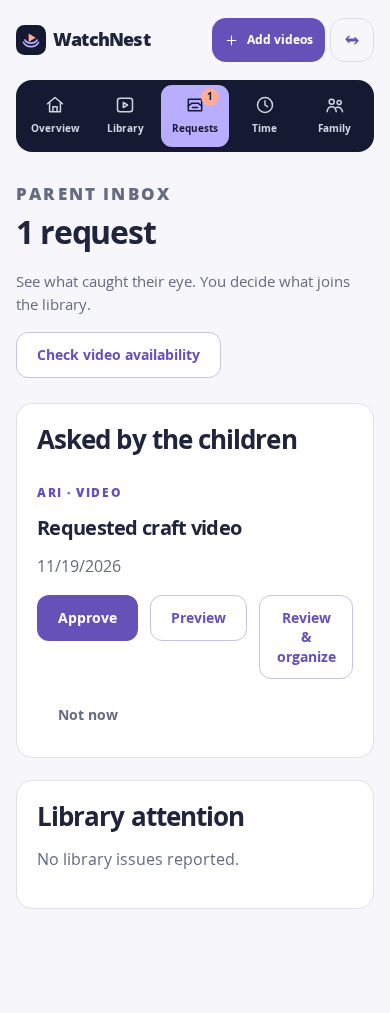 WatchNest
Add videos
Overview
Library
Requests
1
Time
Family
PARENT INBOX
1 request
See what caught their eye. You decide what joins
the library.
Check video availability
Asked by the children
ARI · VIDEO
Requested craft video
11/19/2026
Approve
Preview
Review
&
organize
Not now
Library attention
No library issues reported.